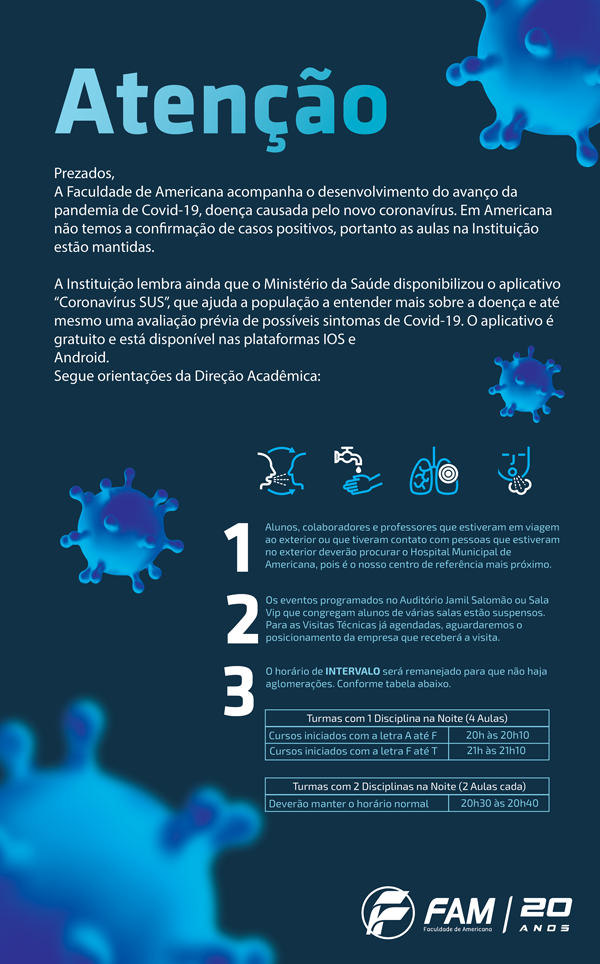 Atenção
Prezados,
A Faculdade de Americana acompanha o desenvolvimento do avanço da
pandemia de Covid-19, doença causada pelo novo coronavírus. Em Americana
não temos a confirmação de casos positivos, portanto as aulas na Instituição
estão mantidas.
A Instituição lembra ainda que o Ministério da Saúde disponibilizou o aplicativo
“Coronavírus SUS”, que ajuda a população a entender mais sobre a doença e até
mesmo uma avaliação prévia de possíveis sintomas de Covid-19. O aplicativo é
gratuito e está disponível nas plataformas IOS e
Android.
Segue orientações da Direção Acadêmica:
1
Alunos, colaboradores e professores que estiveram em viagem
ao exterior ou que tiveram contato com pessoas que estiveram
no exterior deverão procurar o Hospital Municipal de
Americana, pois é o nosso centro de referência mais próximo.
2
Os eventos programados no Auditório Jamil Salomão ou Sala
Vip que congregam alunos de várias salas estão suspensos.
Para as Visitas Técnicas já agendadas, aguardaremos o
posicionamento da empresa que receberá a visita.
3
O horário de INTERVALO será remanejado para que não haja
aglomerações. Conforme tabela abaixo.
Turmas com 1 Disciplina na Noite (4 Aulas)
Cursos iniciados com a letra A até F 20h às 20h10
Cursos iniciados com a letra F até T 21h às 21h10
Turmas com 2 Disciplinas na Noite (2 Aulas cada)
Deverão manter o horário normal 20h30 às 20h40
FAM 20
Faculdade de Americana ANOS